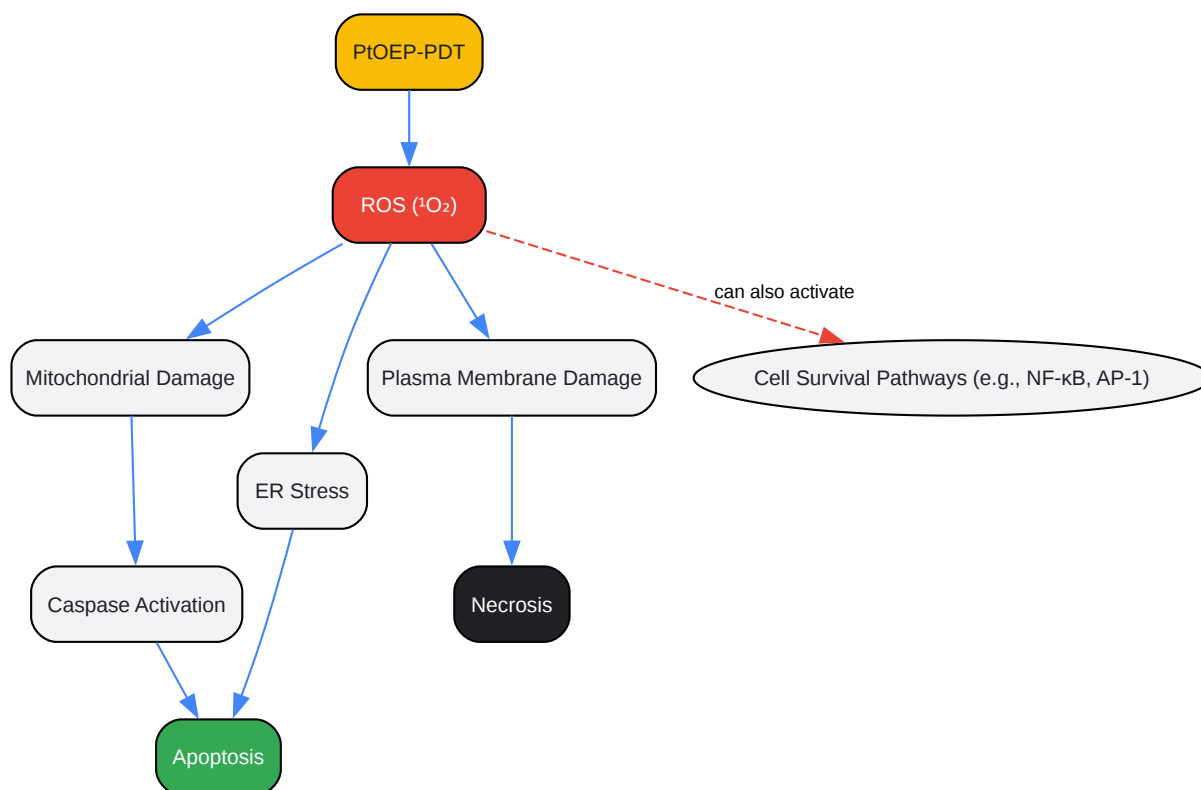 PtOEP-PDT
ROS (¹O₂)
can also activate
Mitochondrial Damage
Plasma Membrane Damage
Cell Survival Pathways (e.g., NF-κB, AP-1)
ER Stress
Caspase Activation
Necrosis
Apoptosis